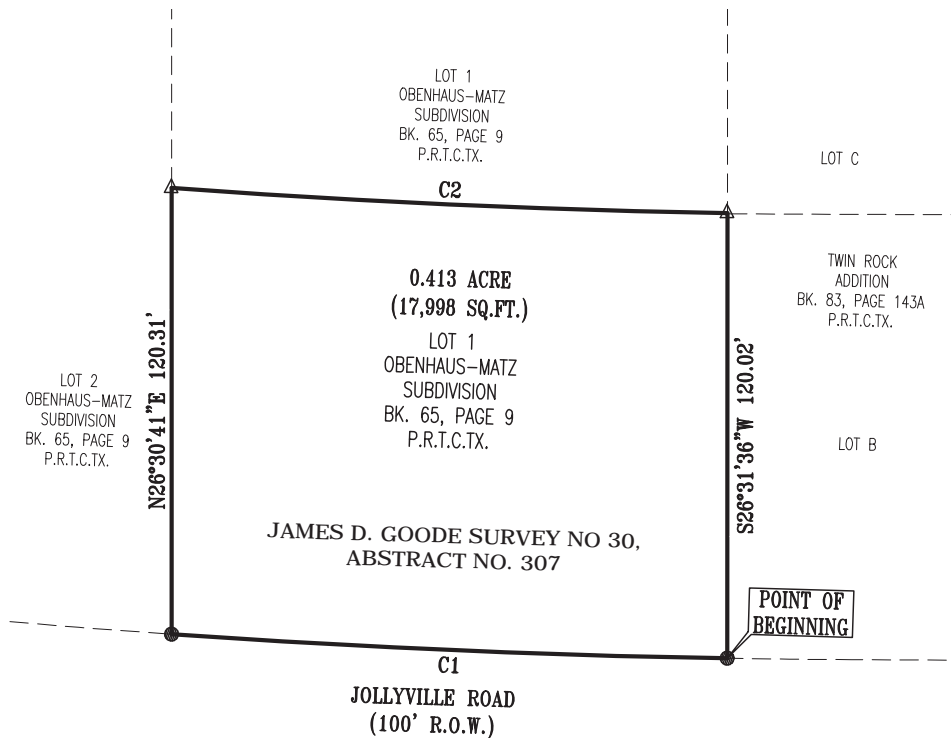 LOT 1
OBENHAUS-MATZ
SUBDIVISION
BK. 65, PAGE 9
P.R.T.C.TX.
LOT C
C2
TWIN ROCK
ADDITION
BK. 83, PAGE 143A
P.R.T.C.TX.
0.413 ACRE
(17,998 SQ.FT.)
LOT 1
OBENHAUS-MATZ
SUBDIVISION
BK. 65, PAGE 9
P.R.T.C.TX.
N26°30'41"E 120.31'
S26°31'36"W 120.02'
LOT 2
OBENHAUS-MATZ
SUBDIVISION
BK. 65, PAGE 9
P.R.T.C.TX.
LOT B
JAMES D. GOODE SURVEY NO 30,
ABSTRACT NO. 307
POINT OF
BEGINNING
C1
JOLLYVILLE ROAD
(100' R.O.W.)